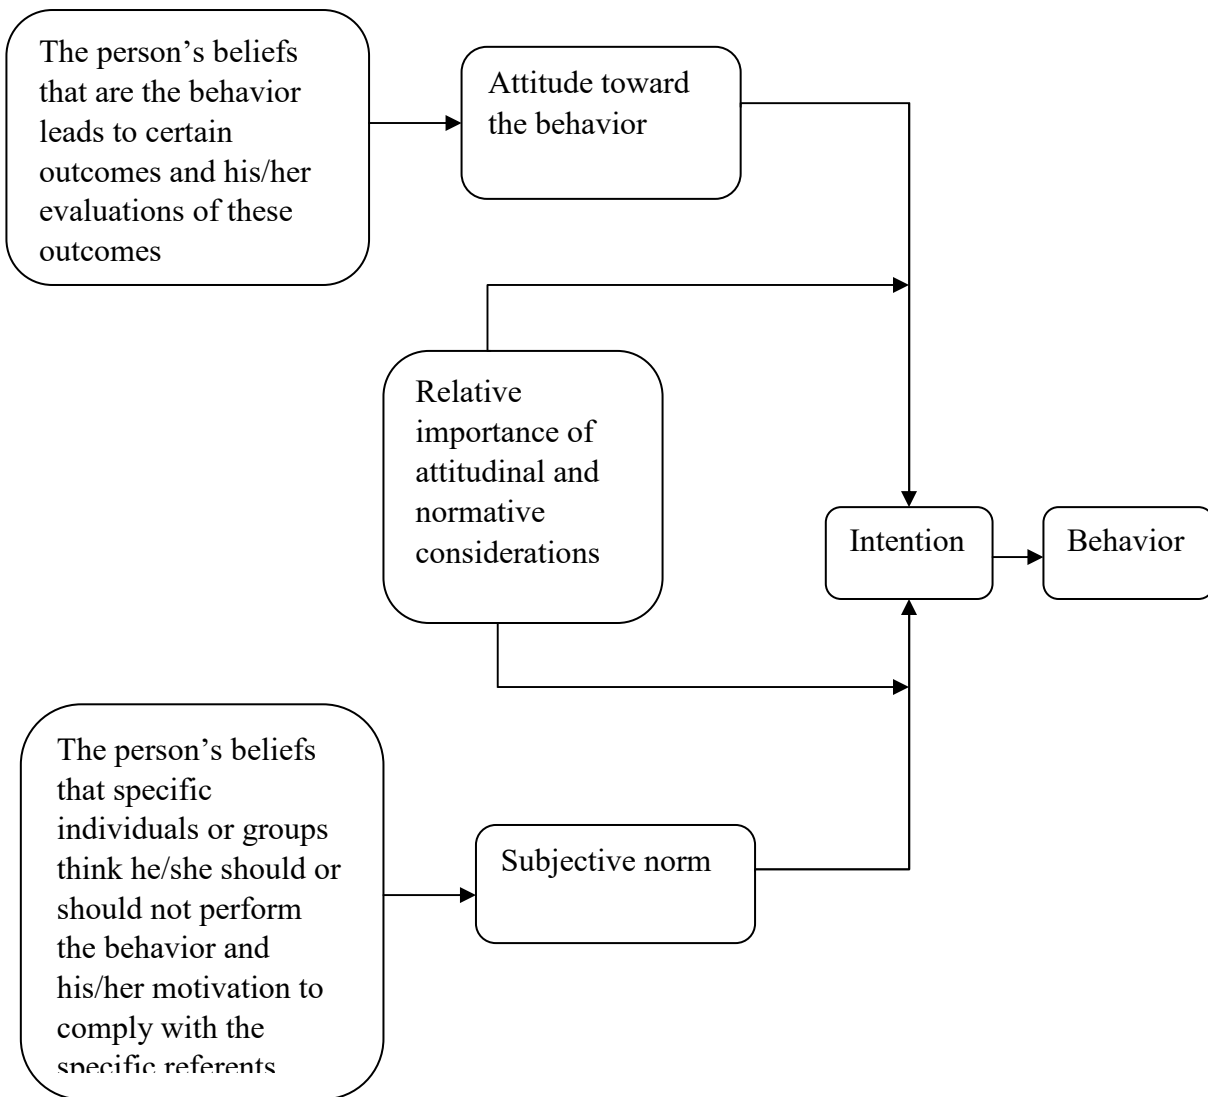 The person’s beliefs
that are the behavior
leads to certain
outcomes and his/her
evaluations of these
outcomes
Attitude toward
the behavior
Relative
importance of
attitudinal and
normative
considerations
Intention
Behavior
The person’s beliefs
that specific
individuals or groups
think he/she should or
should not perform
the behavior and
his/her motivation to
comply with the
specific referents
Subjective norm